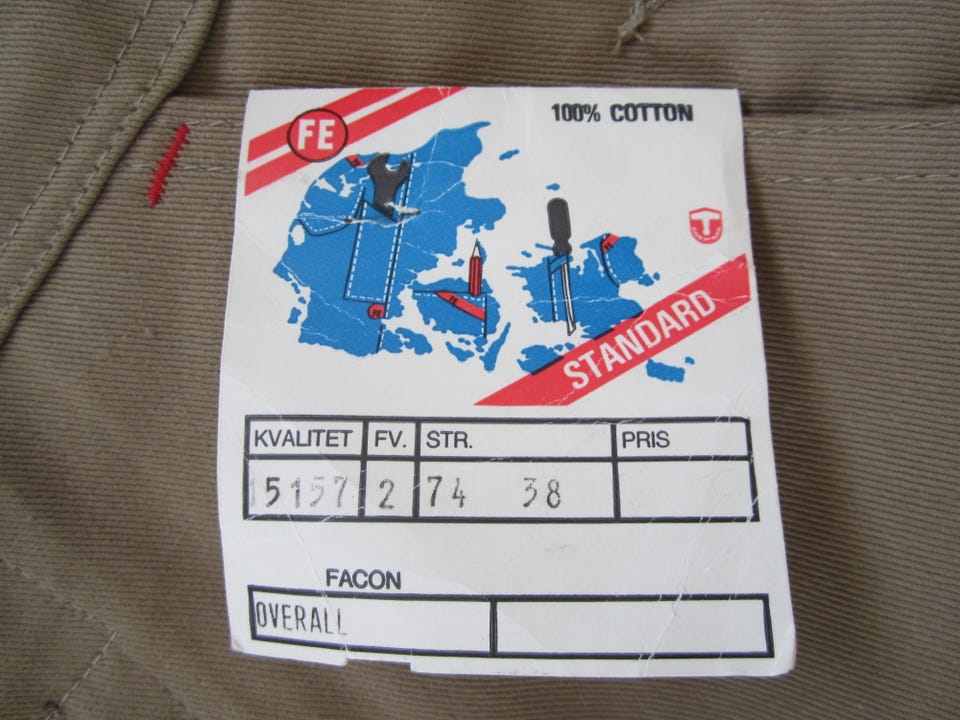 FE
100% COTTON
STANDARD
KVALITET FV. STR. PRIS
5157 2 74 38
FACON
OVERALL